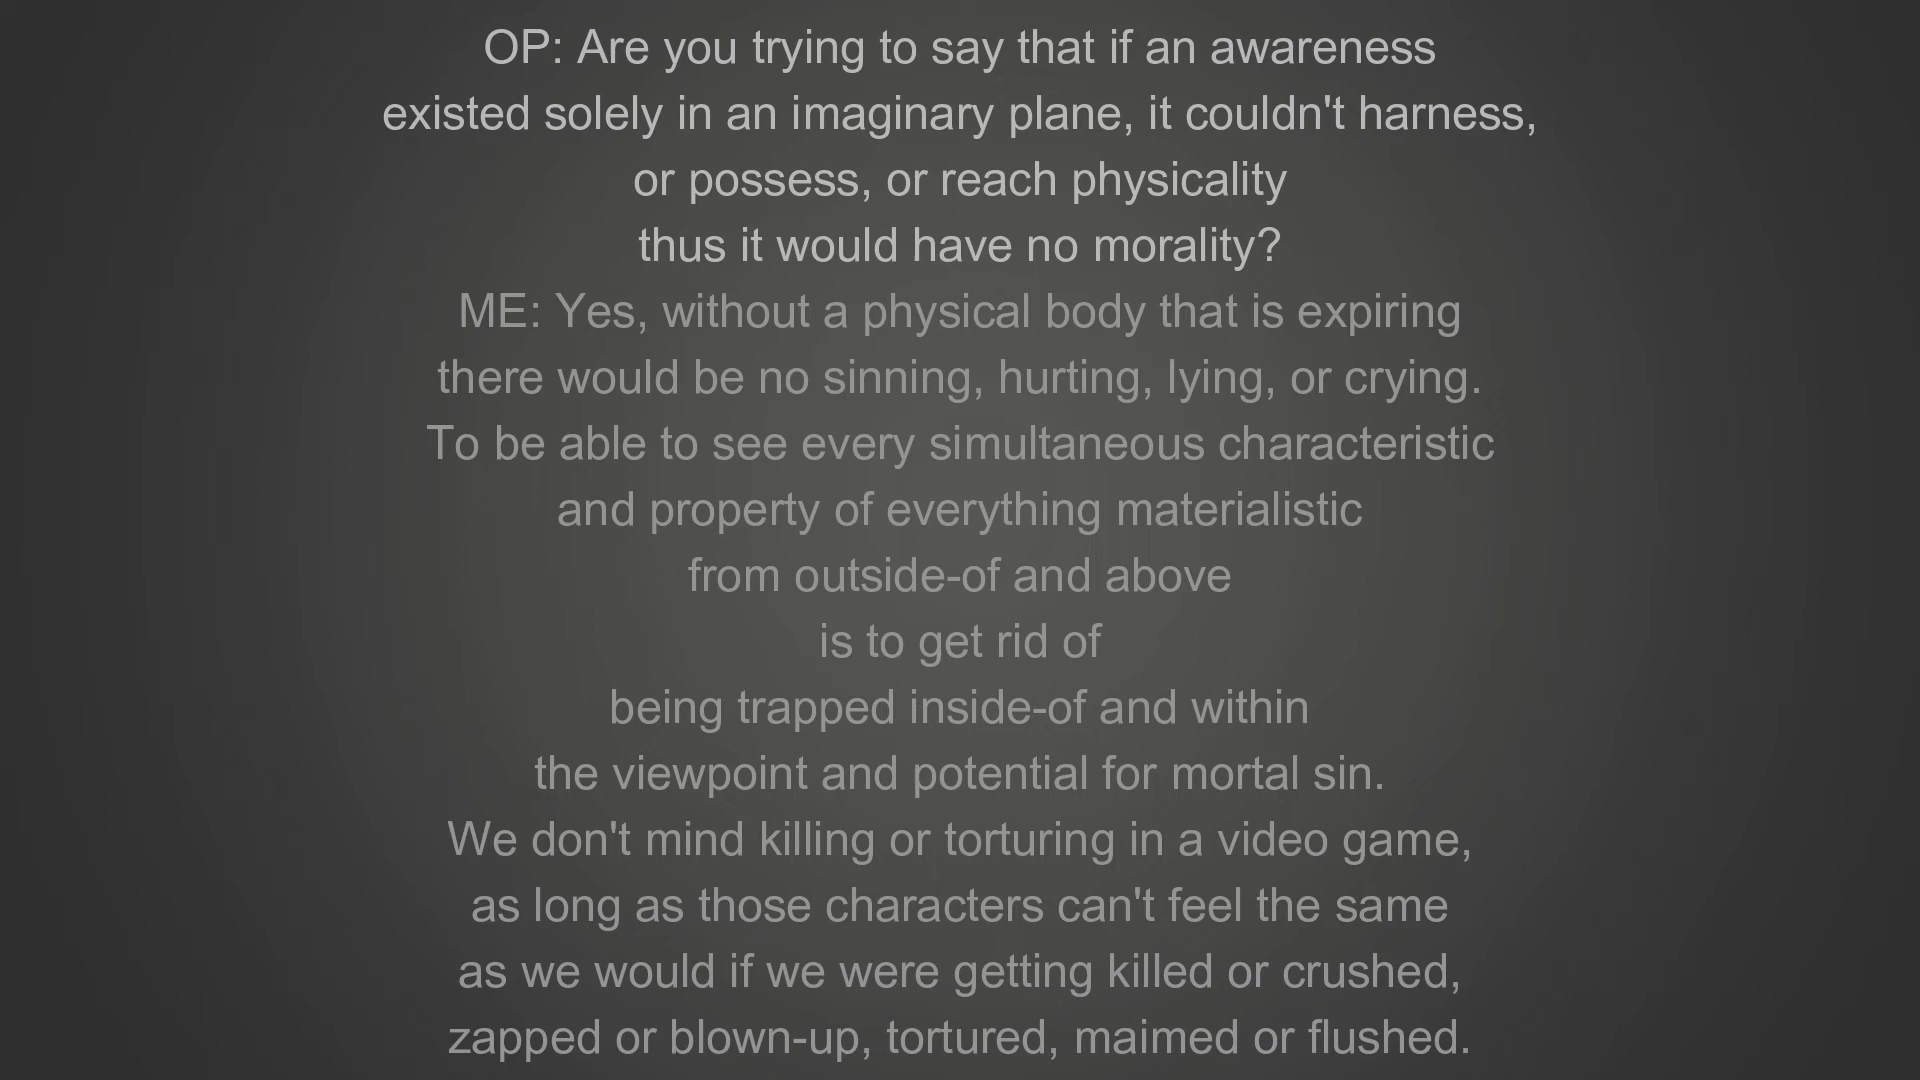 OP: Are you trying to say that if an awareness
existed solely in an imaginary plane, it couldn't harness,
or possess, or reach physicality
thus it would have no morality?
ME: Yes, without a physical body that is expiring
there would be no sinning, hurting, lying, or crying.
To be able to see every simultaneous characteristic
and property of everything materialistic
from outside-of and above
is to get rid of
being trapped inside-of and within
the viewpoint and potential for mortal sin.
We don't mind killing or torturing in a video game,
as long as those characters can't feel the same
as we would if we were getting killed or crushed,
zapped or blown-up, tortured, maimed or flushed.